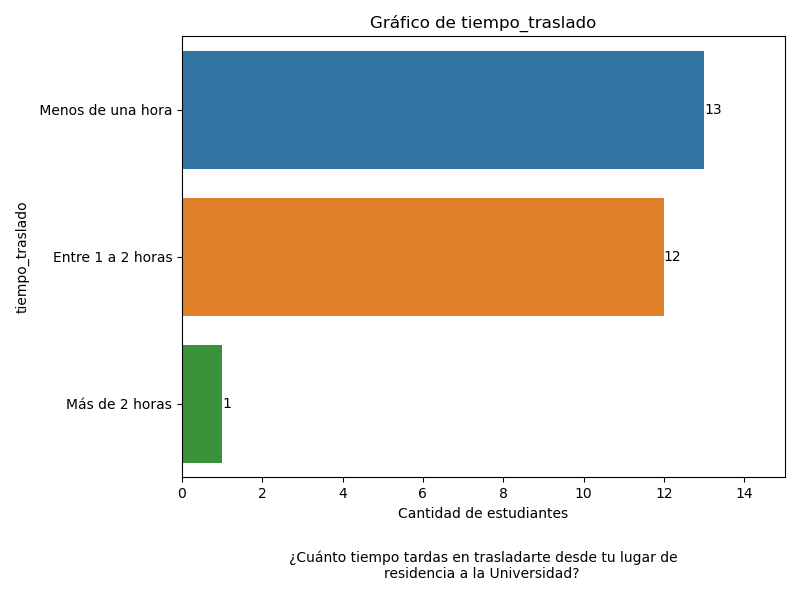 Gráfico de tiempo_traslado
tiempo_traslado
Menos de una hora
13
Entre 1 a 2 horas
12
Más de 2 horas
1
0 2 4 6 8 10 12 14
Cantidad de estudiantes
¿Cuánto tiempo tardas en trasladarte desde tu lugar de
residencia a la Universidad?